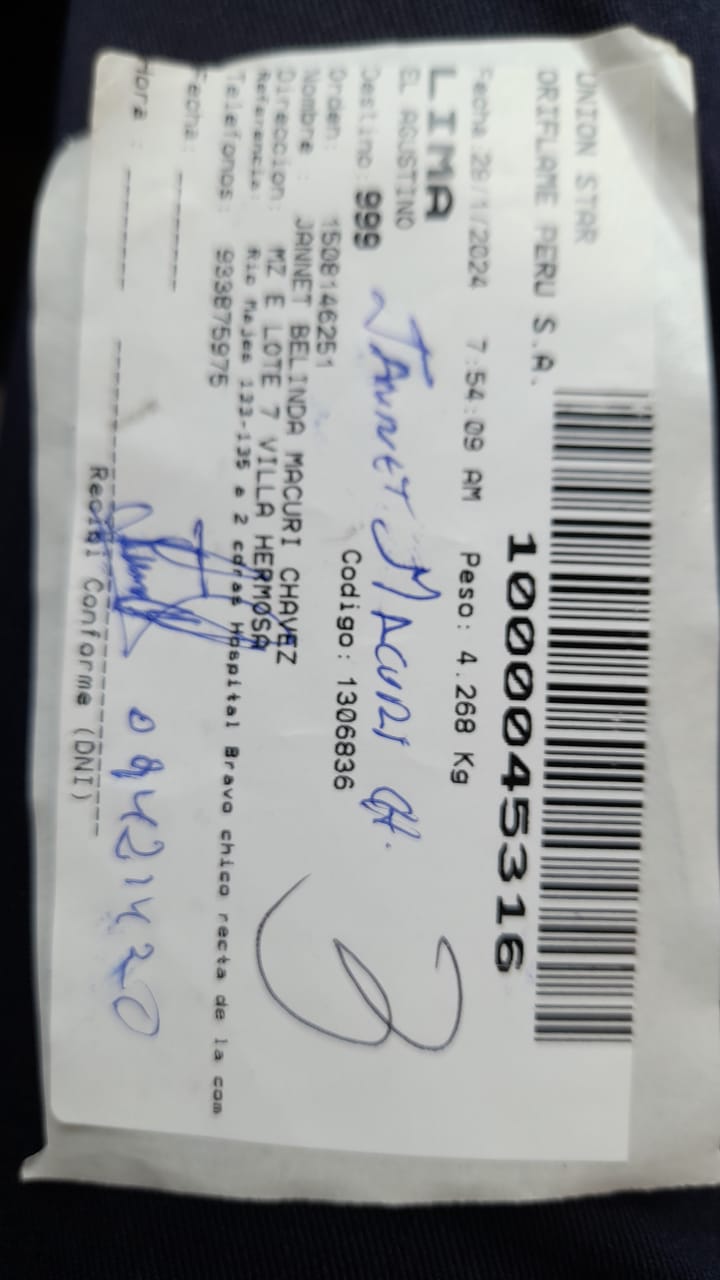 UNION STAR
ORIFLAME PERU S.A.
1000045316
Fecha 29/1/2024 7:54:09 AM Peso: 4.268 Kg
LIMA
EL AGUSTINO
Destino: 999
JANNET MACURI CH.
Orden: 1508146251 Codigo: 1306836
Nombre : JANNET BELINDA MACURI CHAVEZ
Direccion: MZ E LOTE 7 VILLA HERMOSA
Referencia: Rio Majes 133-135 a 2 cdras Hospital Bravo chico recta de la com
Telefonos: 933875975
3
Fecha:
Hora :
09421420
Recibi Conforme (DNI)